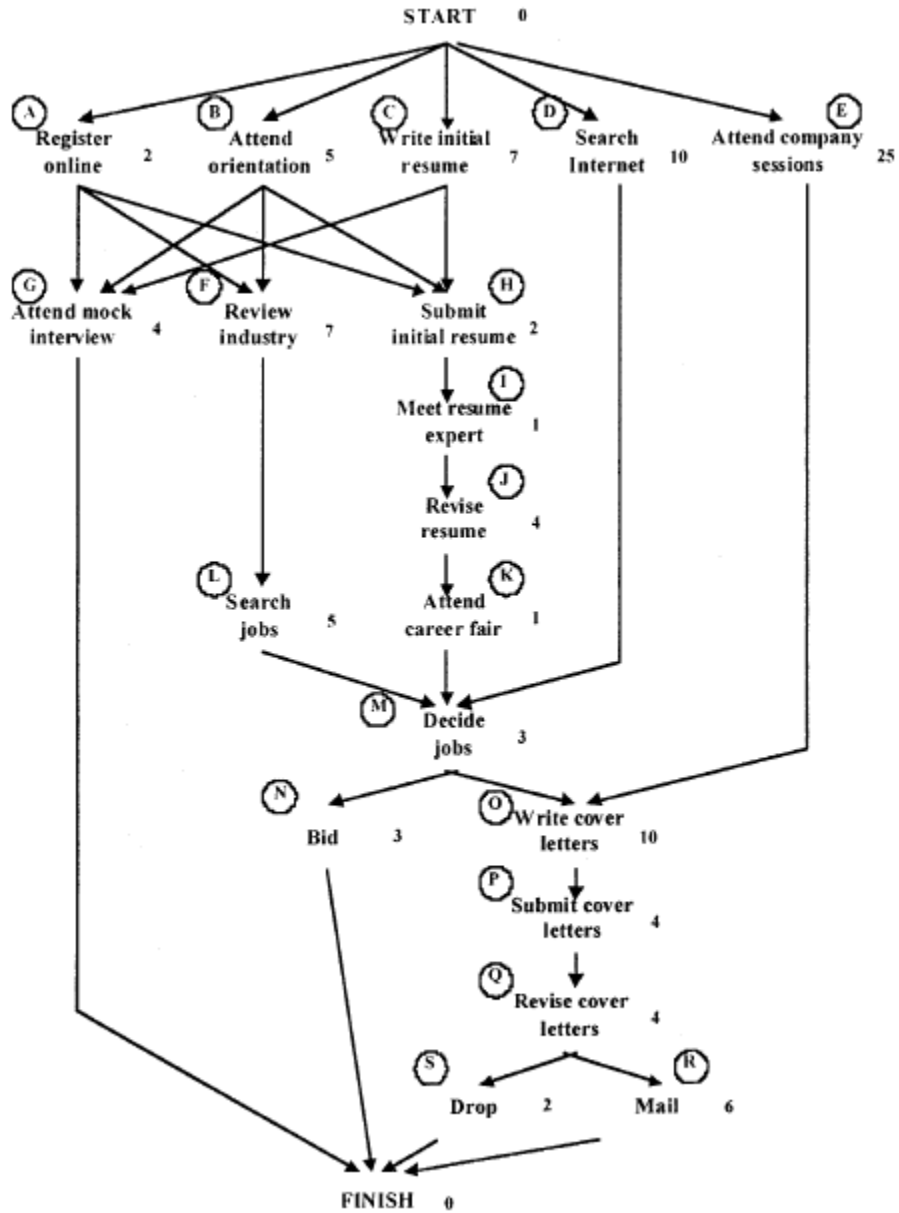 START 0
A B C D E
Register Attend Write initial Search Attend company
online 2 orientation 5 resume 7 Internet 10 sessions 25
G F H
Attend mock Review Submit
interview 4 industry 7 initial resume 2
I
Meet resume
expert 1
J
Revise
resume 4
L K
Search Attend
jobs 5 career fair 1
M
Decide
jobs 3
N O
Write cover
Bid 3 letters 10
P
Submit cover
letters 4
Q
Revise cover
letters 4
S R
Drop 2 Mail 6
FINISH 0